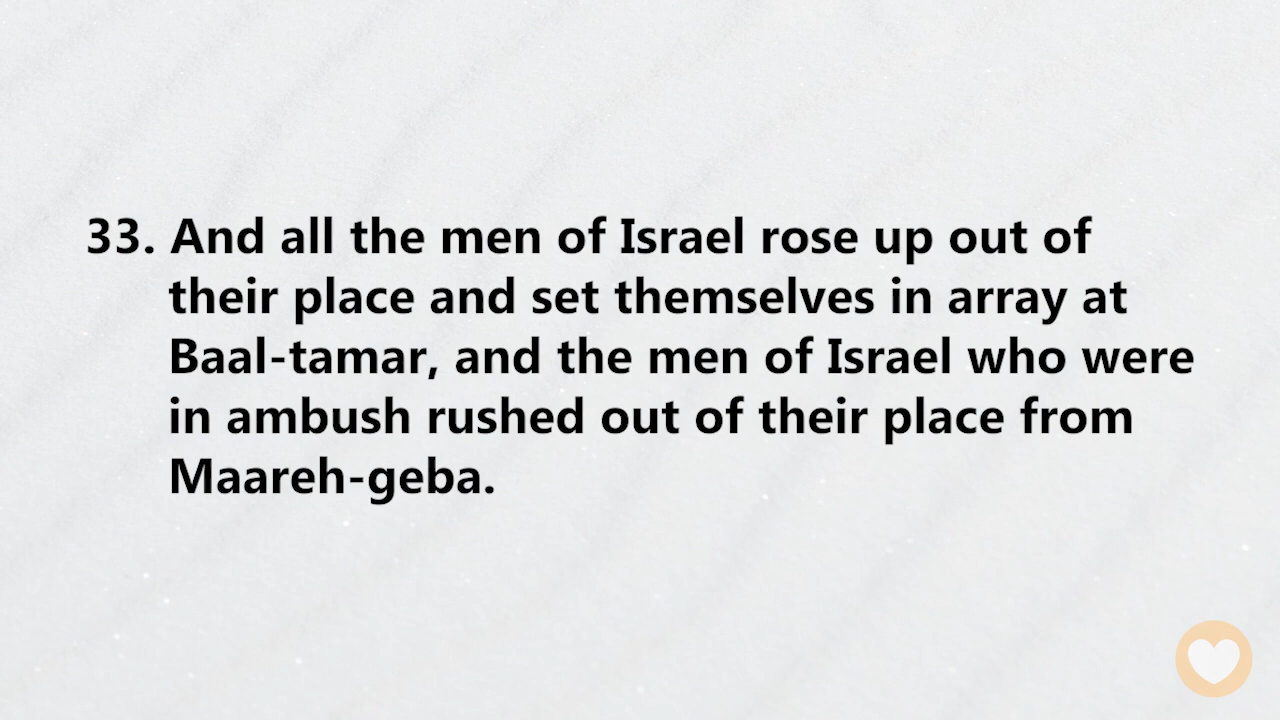 33. And all the men of Israel rose up out of
their place and set themselves in array at
Baal-tamar, and the men of Israel who were
in ambush rushed out of their place from
Maareh-geba.